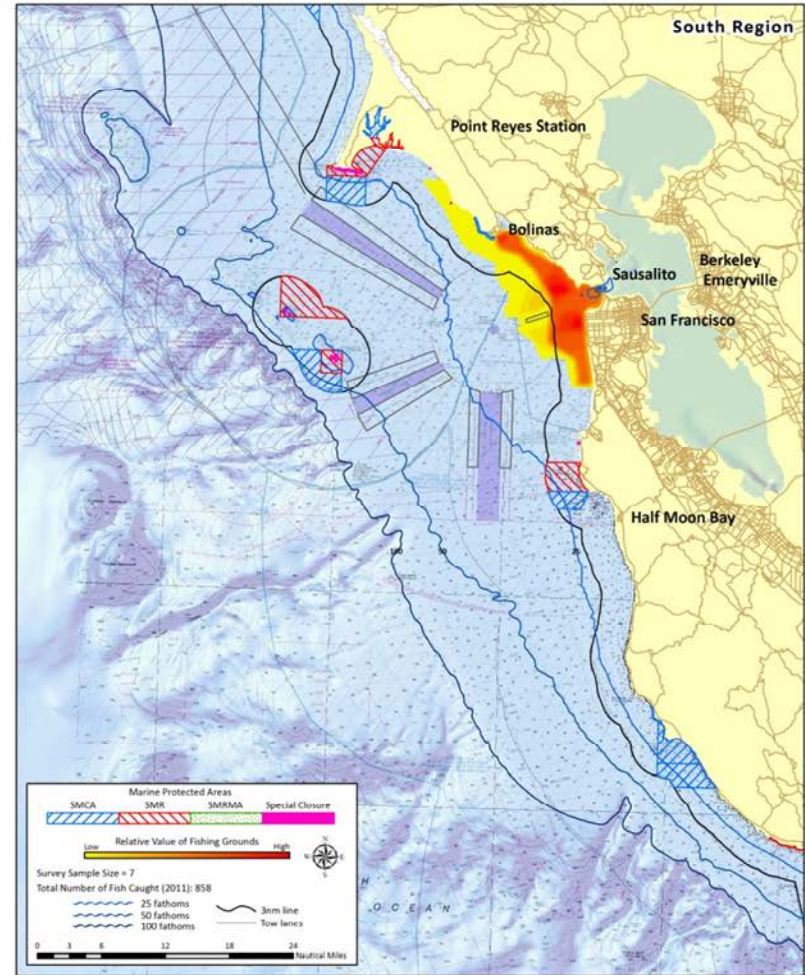 South Region
Point Reyes Station
Bolinas
Berkeley
Sausalito
Emeryville
San Francisco
Half Moon Bay
100
50
25
Marine Protected Areas
SMCA SMR SMRMA Special Closure
Relative Value of Fishing Grounds
Low High
N
W E
S
Survey Sample Size = 7
Total Number of Fish Caught (2011): 858
25 fathoms
50 fathoms
100 fathoms
3nm line
Tow lanes
OCEAN
0 3 6 12 18 24
Nautical Miles